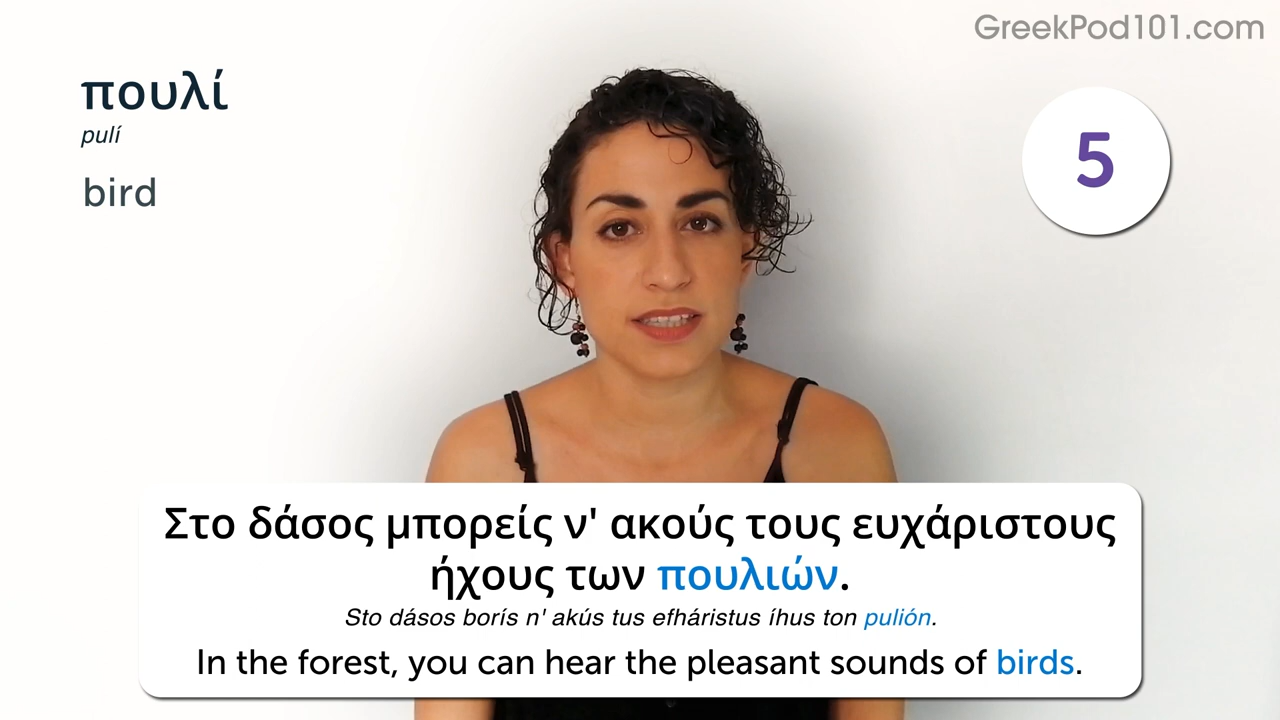 GreekPod101.com
πουλί
pulí
bird
5
Στο δάσος μπορείς ν' ακούς τους ευχάριστους
ήχους των πουλιών.
Sto dásos borís n' akús tus efháristus íhus ton pulión.
In the forest, you can hear the pleasant sounds of birds.